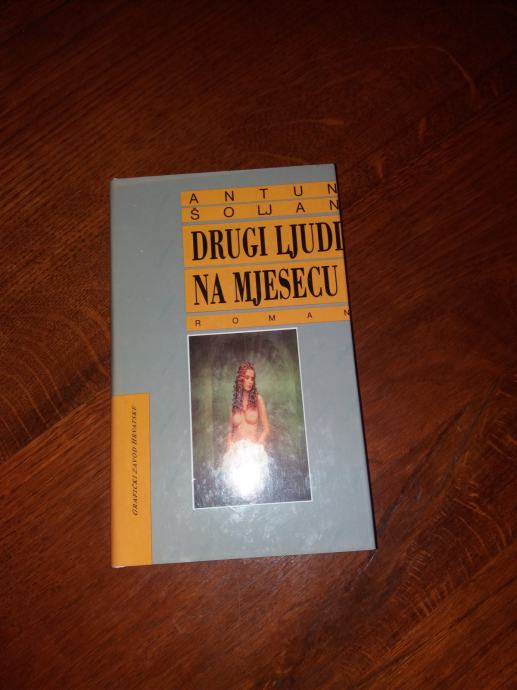 ANTUN
ŠOLJAN
DRUGI LJUDI
NA MJESECU
ROMAN
GRAFIČKI ZAVOD HRVATSKE